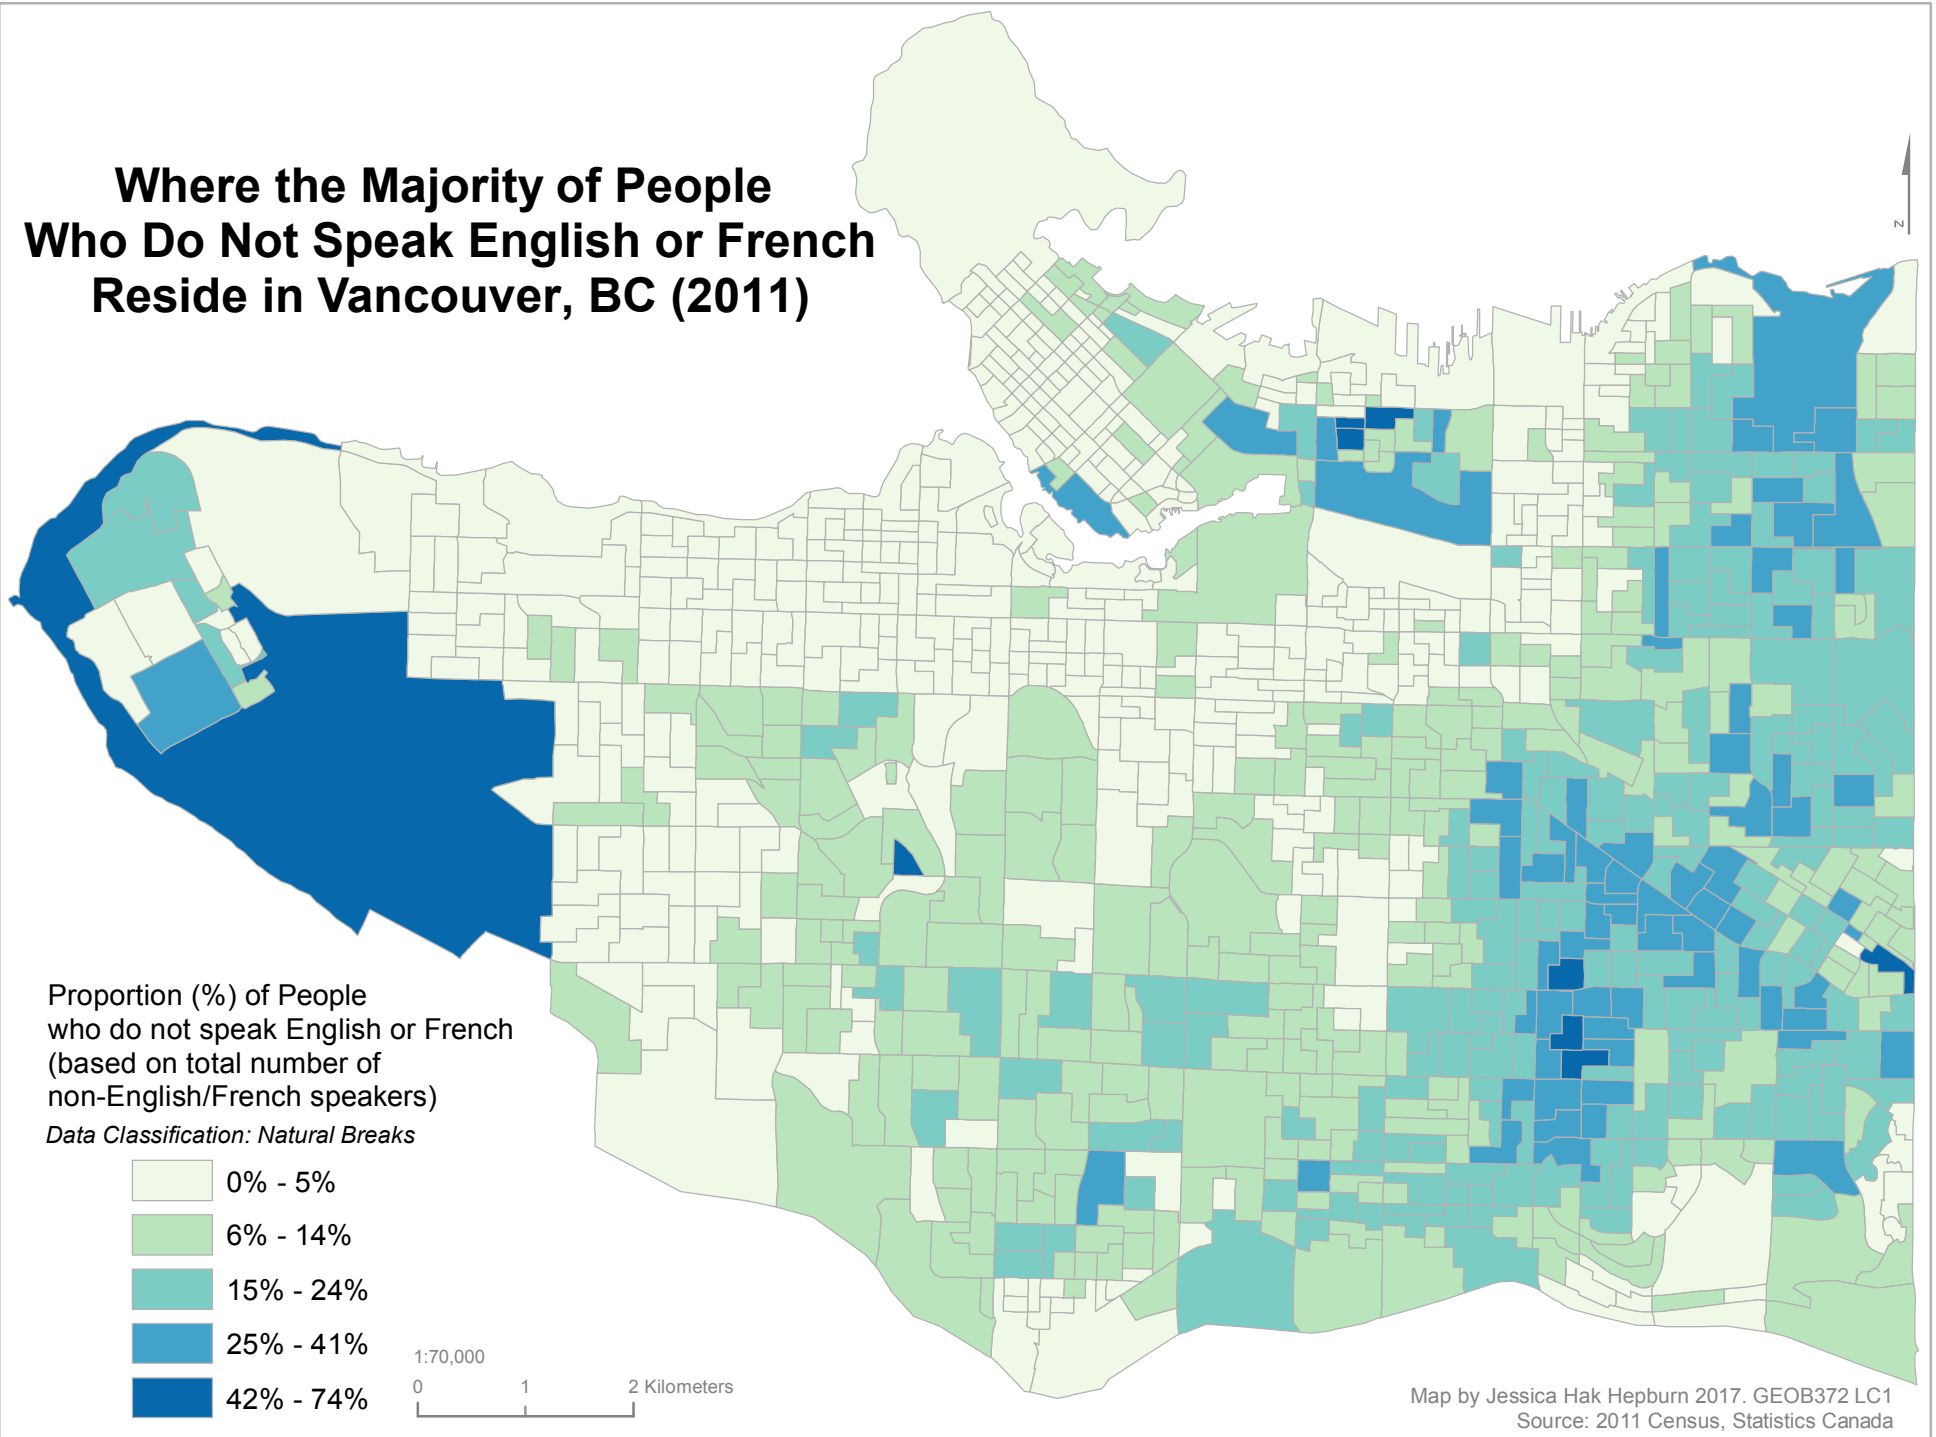 Where the Majority of People
Who Do Not Speak English or French
Reside in Vancouver, BC (2011)
N
Proportion (%) of People
who do not speak English or French
(based on total number of
non-English/French speakers)
Data Classification: Natural Breaks
0% - 5%
6% - 14%
15% - 24%
25% - 41%
42% - 74%
1:70,000
0 1 2 Kilometers
Map by Jessica Hak Hepburn 2017. GEOB372 LC1
Source: 2011 Census, Statistics Canada